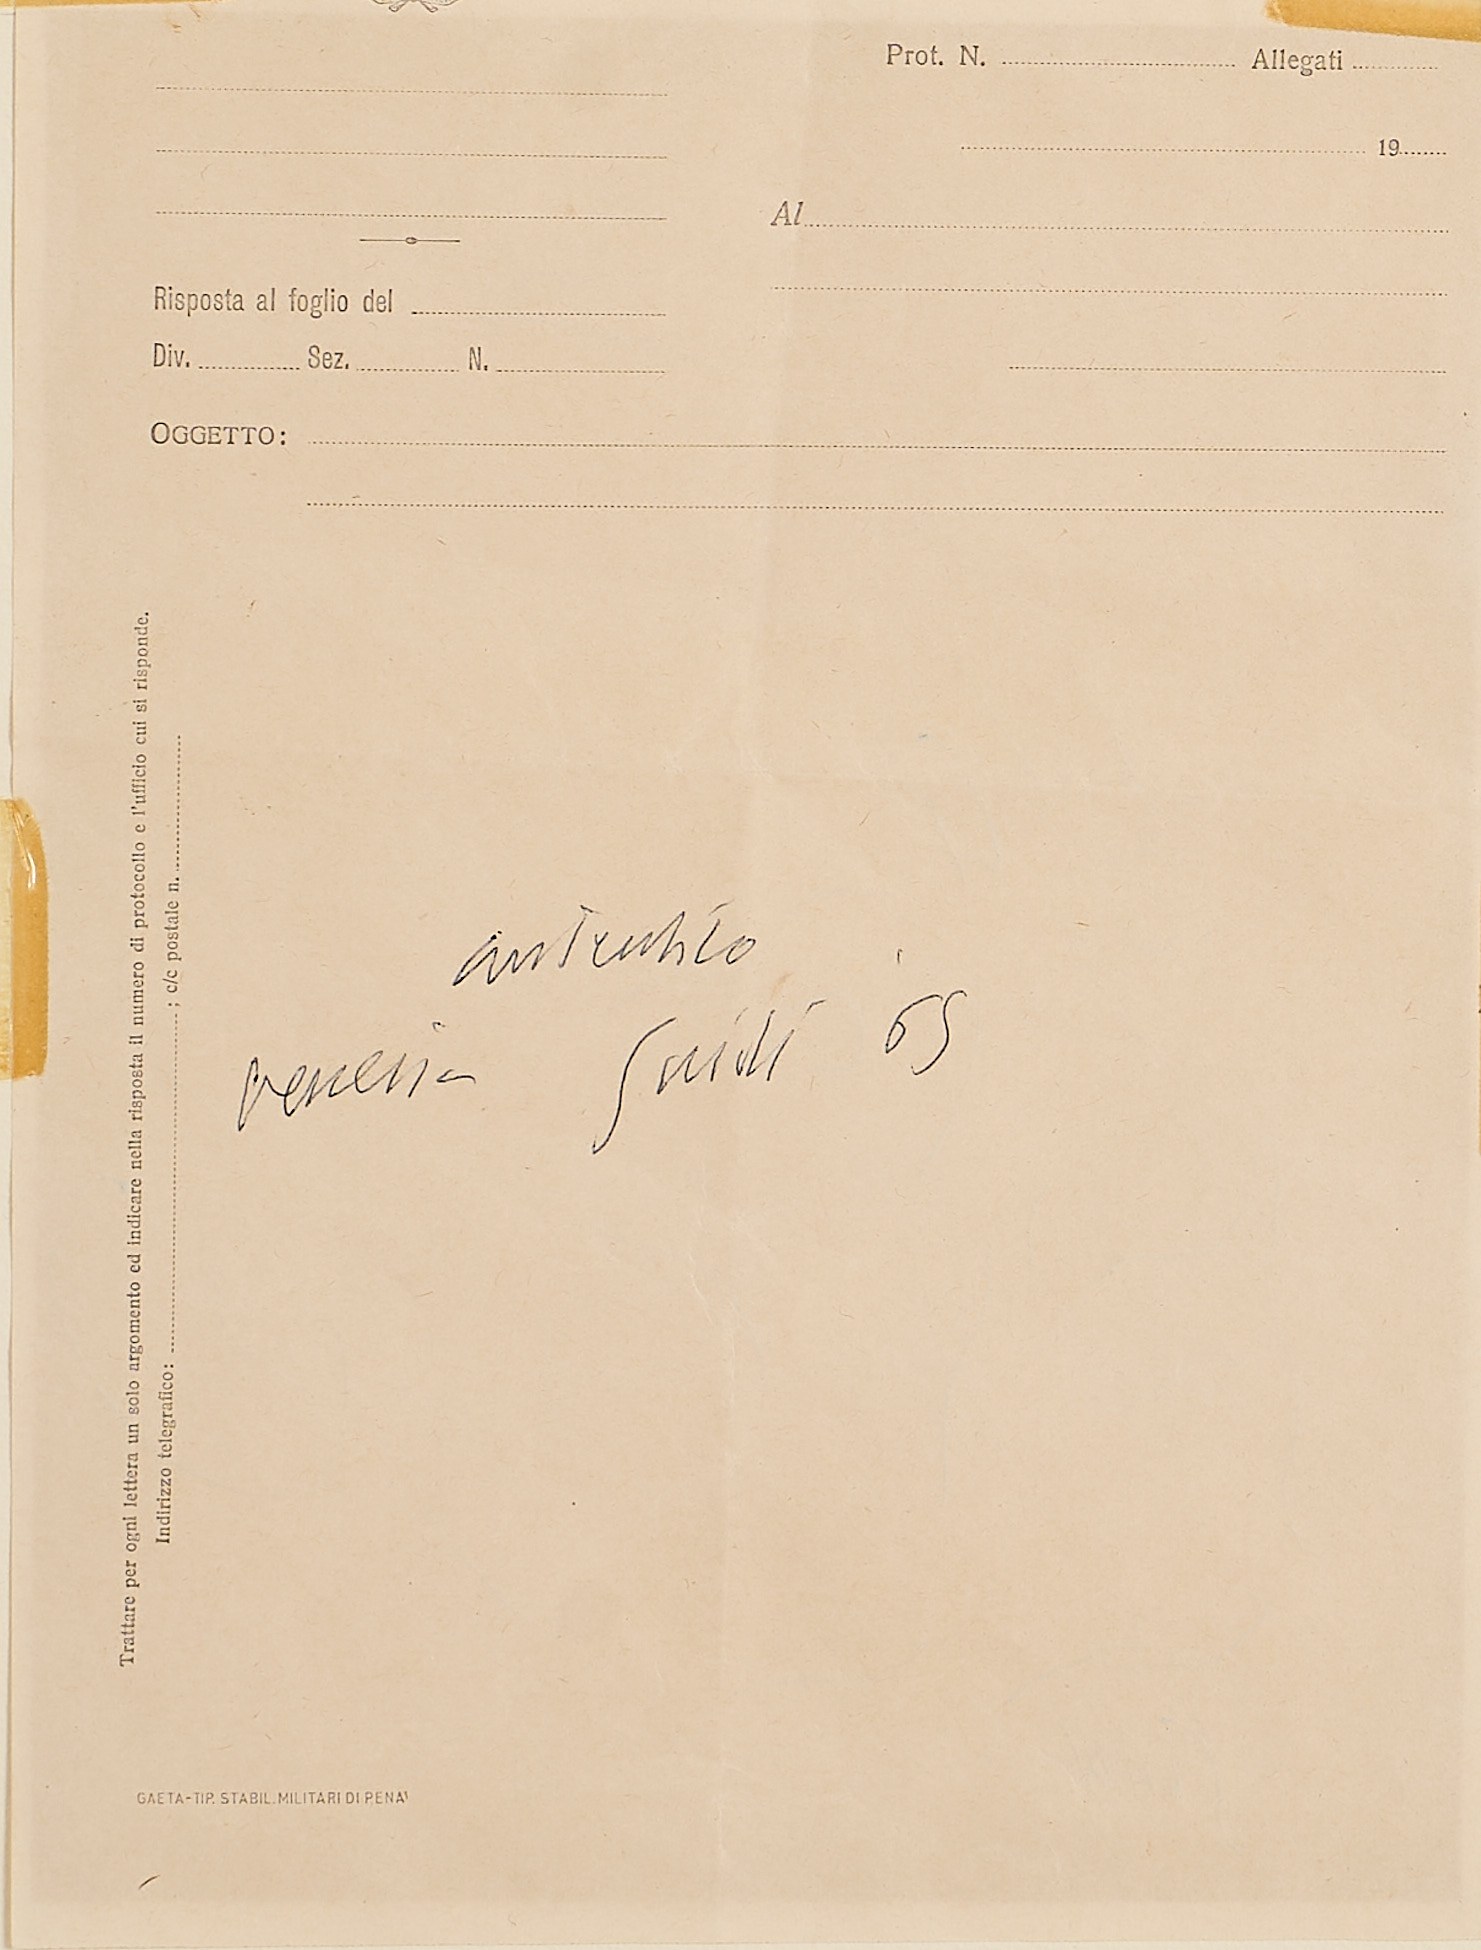 Prot. N. Allegati
19
Al
Risposta al foglio del
Div. Sez. N.
OGGETTO:
Trattare per ogni lettera un solo argomento ed indicare nella risposta il numero di protocollo e l'ufficio cui si risponde.
Indirizzo telegrafico: ; c/c postale n.
autentico
venezia Guidi '69
GAETA-TIP. STABIL. MILITARI DI PENA